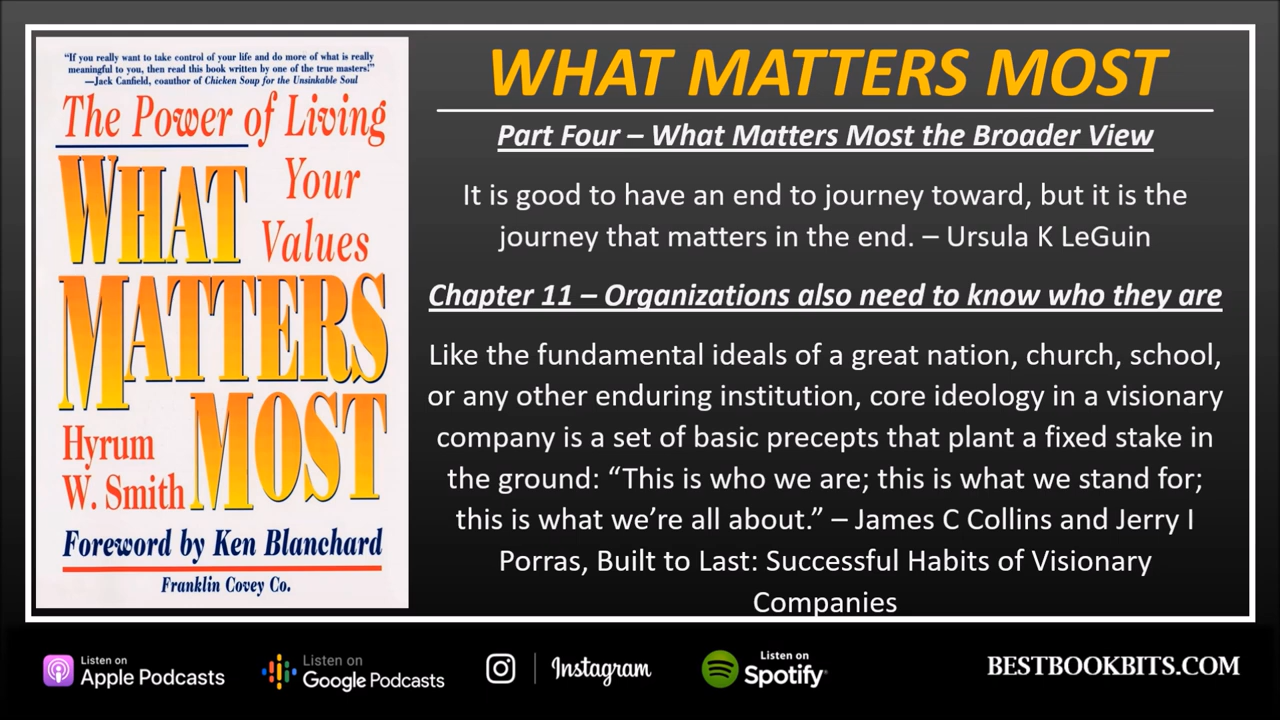 “If you really want to take control of your life and do more of what is really
meaningful to you, then read this book written by one of the true masters!”
—Jack Canfield, coauthor of Chicken Soup for the Unsinkable Soul
The Power of Living
Your
Values
WHAT
MATTERS
MOST
Hyrum
W. Smith
Foreword by Ken Blanchard
Franklin Covey Co.
WHAT MATTERS MOST
Part Four – What Matters Most the Broader View
It is good to have an end to journey toward, but it is the
journey that matters in the end. – Ursula K LeGuin
Chapter 11 – Organizations also need to know who they are
Like the fundamental ideals of a great nation, church, school,
or any other enduring institution, core ideology in a visionary
company is a set of basic precepts that plant a fixed stake in
the ground: “This is who we are; this is what we stand for;
this is what we’re all about.” – James C Collins and Jerry I
Porras, Built to Last: Successful Habits of Visionary
Companies
Listen on
Apple Podcasts
Listen on
Google Podcasts
Instagram
Listen on
Spotify
BESTBOOKBITS.COM